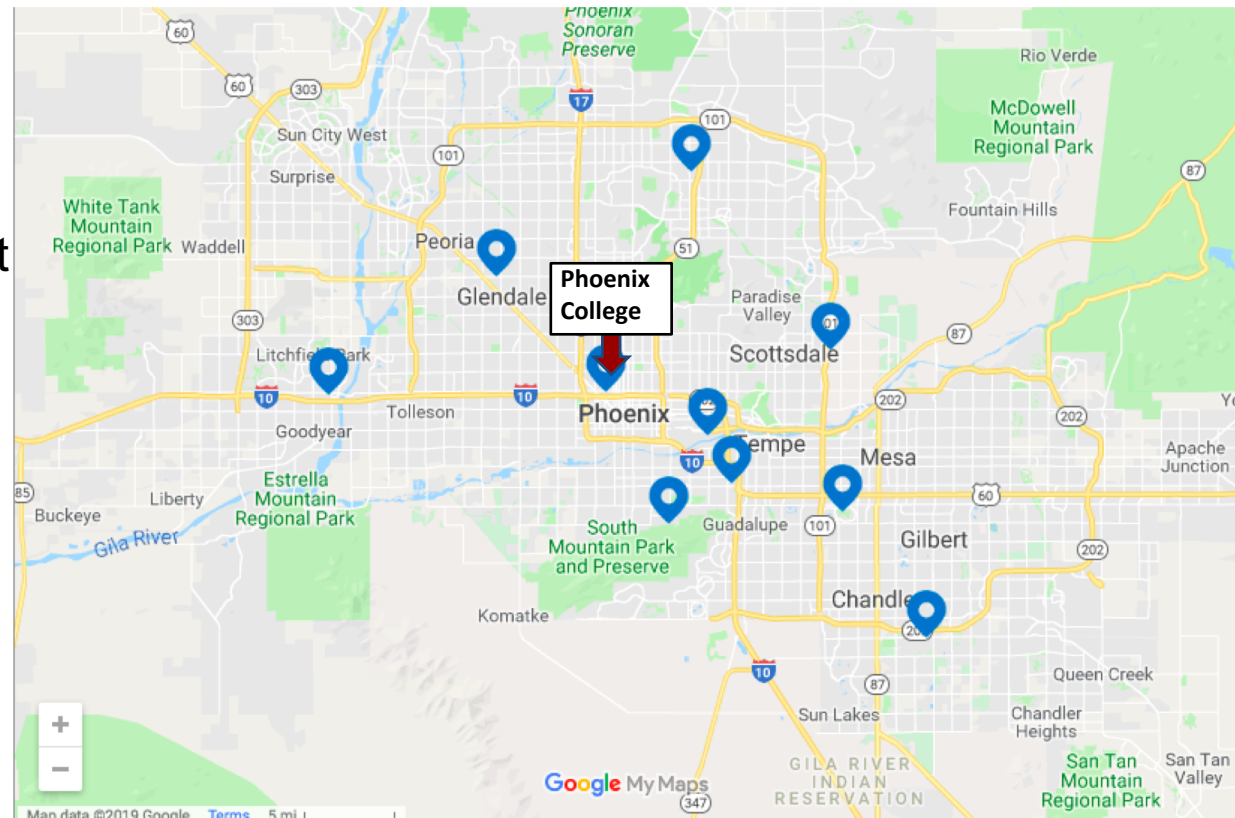 Phoenix
Sonoran
Preserve
60
Rio Verde
60
303
17
McDowell
Mountain
Regional Park
101
Sun City West
101
87
Surprise
White Tank
Mountain
Regional Park
Fountain Hills
Waddell
Peoria
51
t
Phoenix
College
Glendale
Paradise
Valley
303
87
Scottsdale
Litchfield Park
10
10
202
202
Tolleson
Phoenix
Goodyear
Tempe
Mesa
Apache
Junction
10
Estrella
Mountain
Regional Park
85
Liberty
60
Buckeye
South
Mountain Park
and Preserve
Guadalupe
101
Gila River
Gilbert
202
Komatke
Chandle
10
Queen Creek
87
Sun Lakes
Chandler
Heights
GILA RIVER
INDIAN
RESERVATION
San Tan
Mountain
Regional Park
San Tan
Valley
Google My Maps
347
Map data ©2019 Google Terms 5 mi